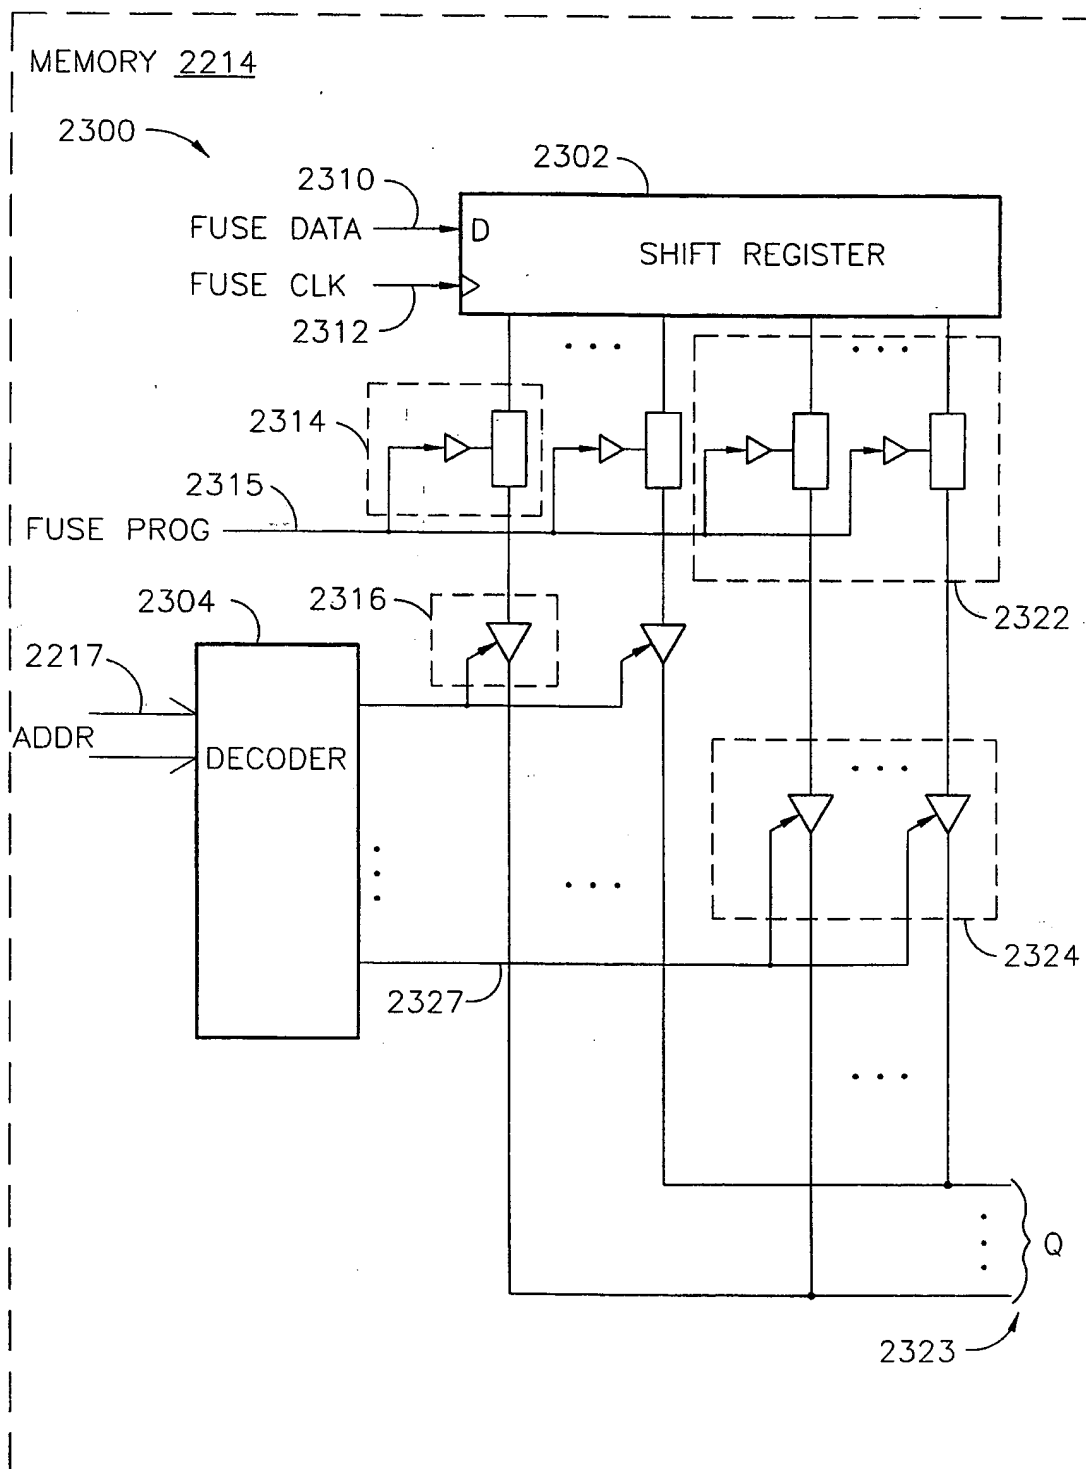 MEMORY 2214
2300
2302
2310
FUSE DATA
D
SHIFT REGISTER
FUSE CLK
2312
2314
2315
FUSE PROG
2316
2304
2322
2217
ADDR
DECODER
2324
2327
Q
2323